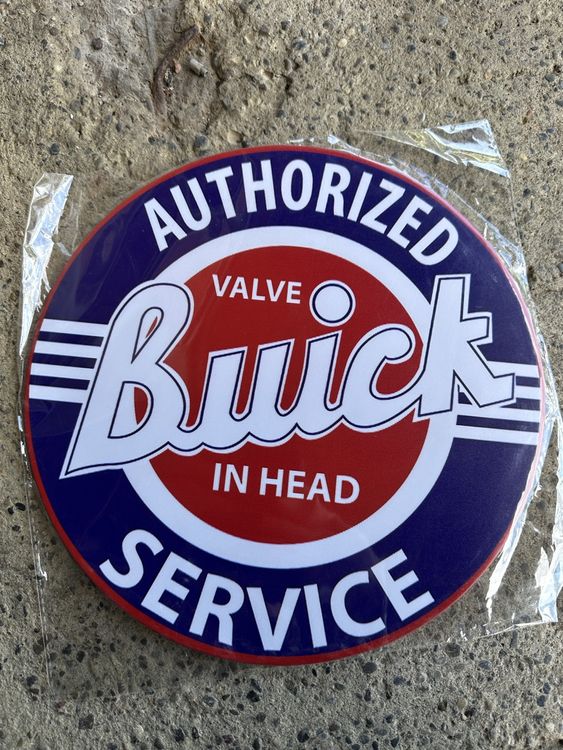 AUTHORIZED
VALVE
Buick
IN HEAD
SERVICE